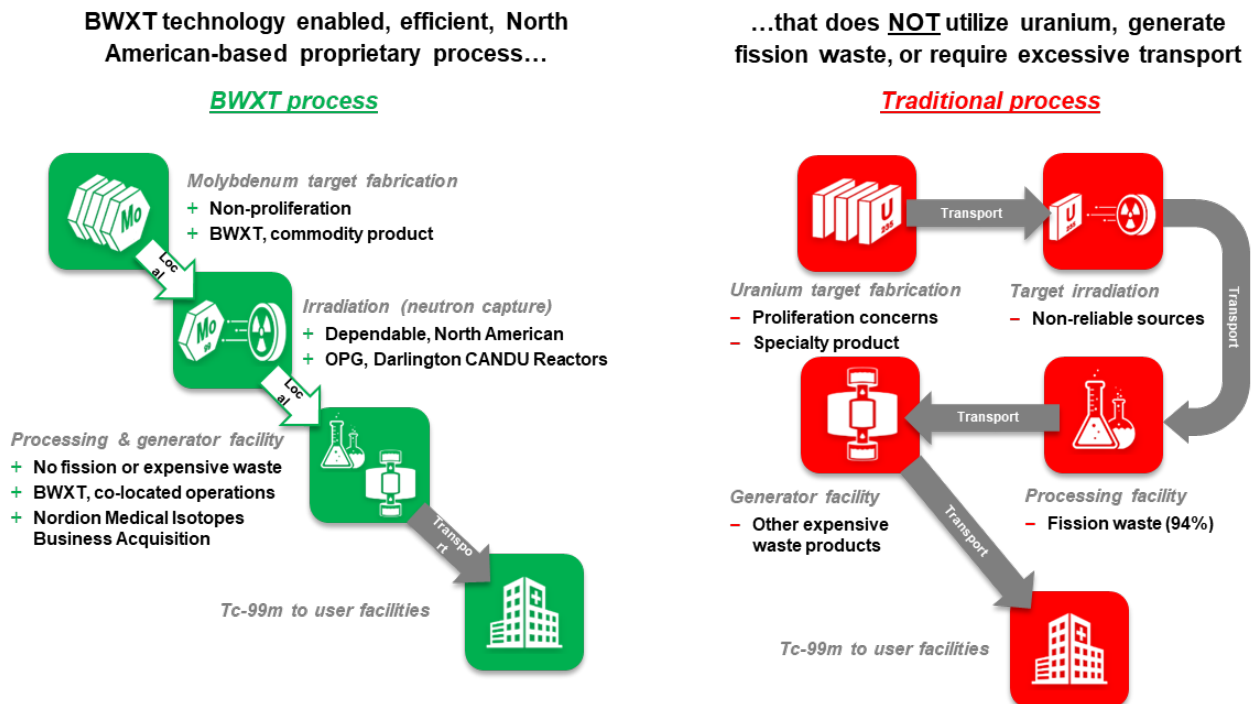 BWXT technology enabled, efficient, North
American-based proprietary process…
BWXT process
Mo
Molybdenum target fabrication
+ Non-proliferation
+ BWXT, commodity product
Loc
al
Mo
99
Irradiation (neutron capture)
+ Dependable, North American
+ OPG, Darlington CANDU Reactors
Loc
al
Processing & generator facility
+ No fission or expensive waste
+ BWXT, co-located operations
+ Nordion Medical Isotopes
Business Acquisition
Transpo
rt
Tc-99m to user facilities
…that does NOT utilize uranium, generate
fission waste, or require excessive transport
Traditional process
U
235
Transport
U
235
Uranium target fabrication
– Proliferation concerns
– Specialty product
Target irradiation
– Non-reliable sources
Transport
Transport
Processing facility
– Fission waste (94%)
Generator facility
– Other expensive
waste products
Transport
Tc-99m to user facilities